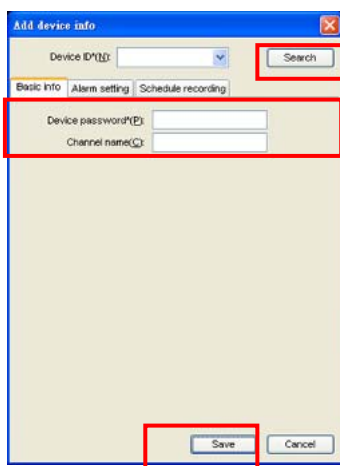 Add device info
Device ID*(N): Search
Basic info Alarm setting Schedule recording
Device password*(P):
Channel name(C):
Save Cancel